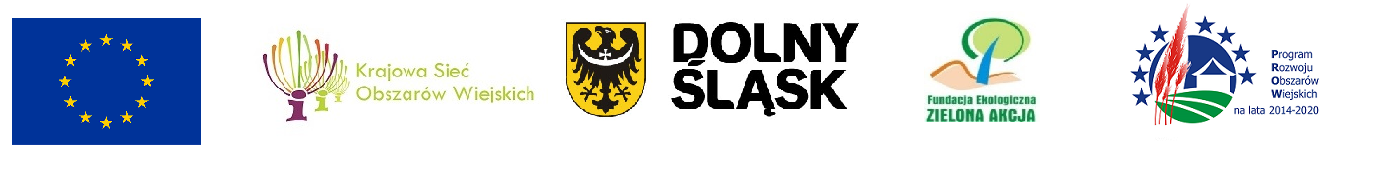 Krajowa Sieć
Obszarów Wiejskich
DOLNY
ŚLĄSK
Fundacja Ekologiczna
ZIELONA AKCJA
Program
Rozwoju
Obszarów
Wiejskich
na lata 2014-2020